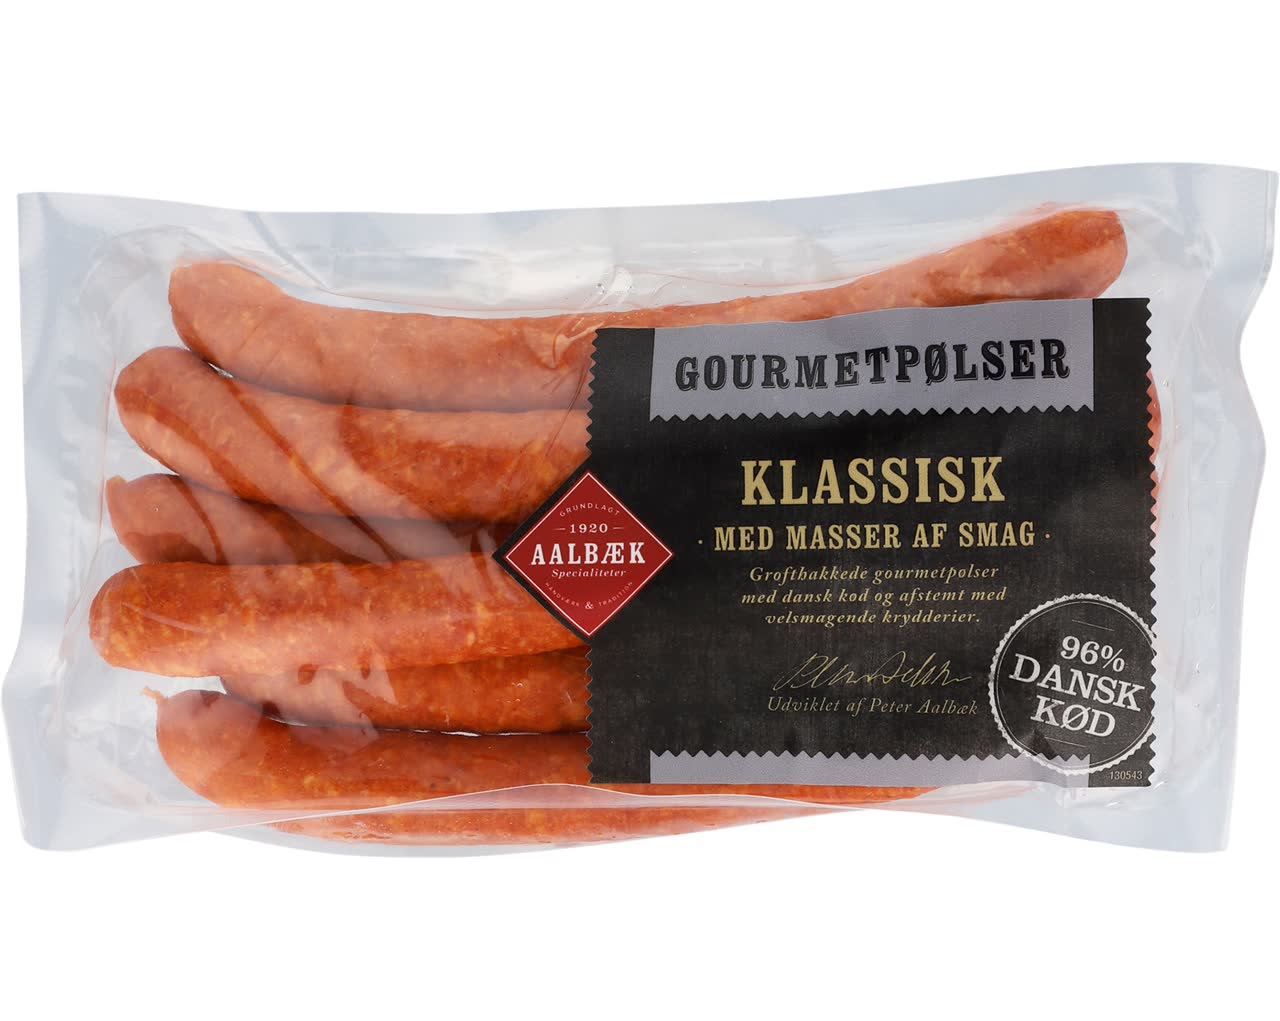 GOURMETPØLSER
KLASSISK
· MED MASSER AF SMAG ·
Grofthakkede gourmetpølser
med dansk kød og afstemt med
velsmagende krydderier.
Udviklet af Peter Aalbæk
GRUNDLAGT
1920
AALBÆK
Specialiteter
HÅNDVÆRK & TRADITION
96%
DANSK
KØD
130543